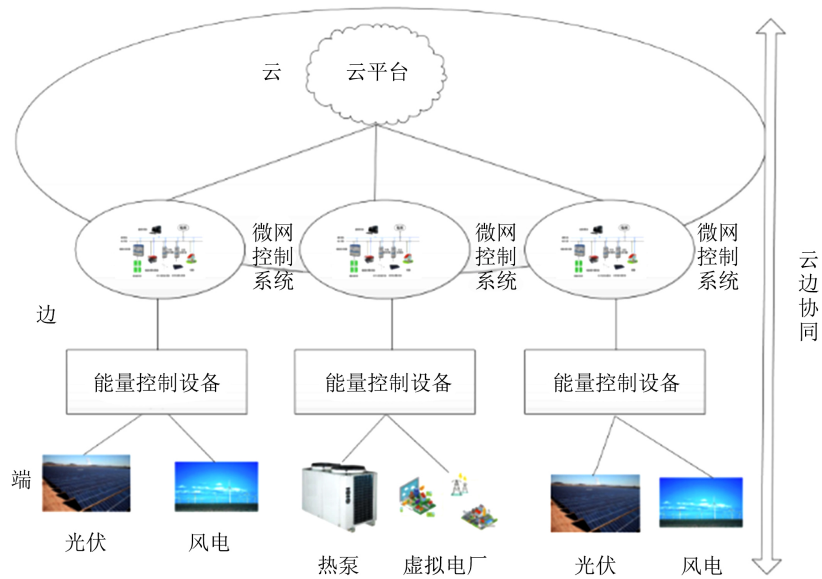 云
云平台
微网
控制
系统
微网
控制
系统
微网
控制
系统
云
边
协
同
边
能量控制设备
能量控制设备
能量控制设备
端
光伏
风电
热泵
虚拟电厂
光伏
风电